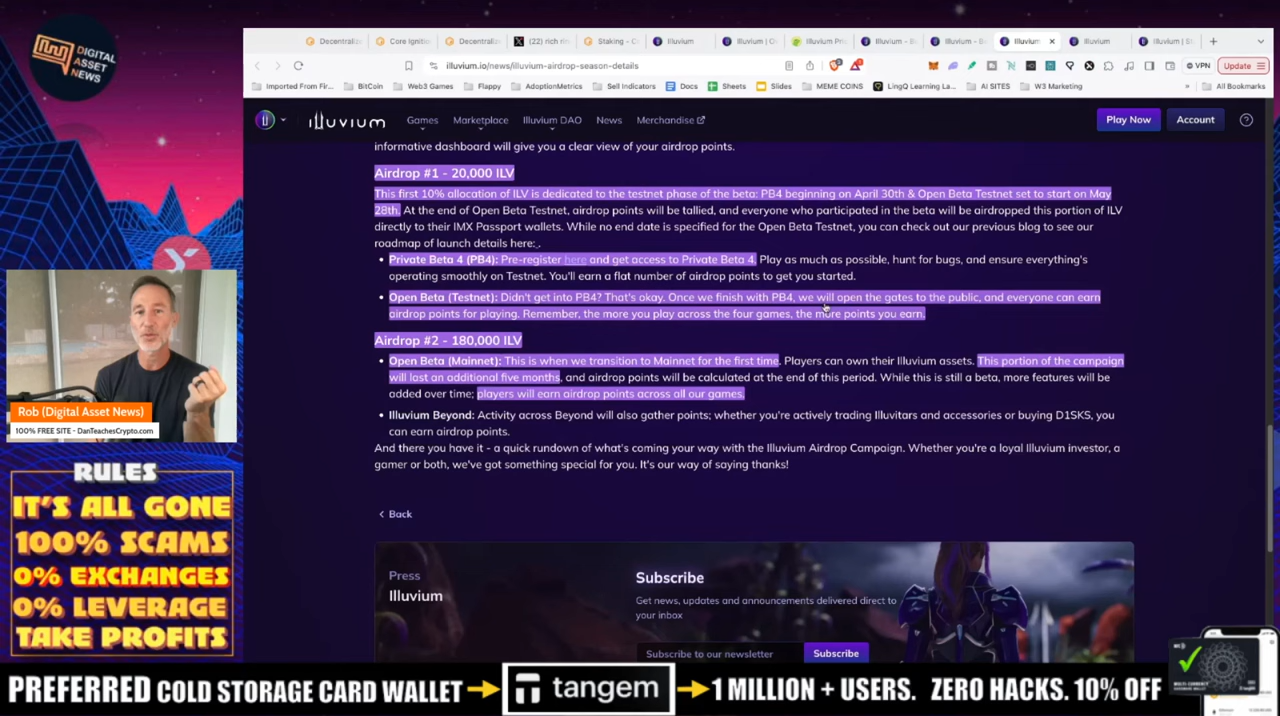 DIGITAL
ASSET
NEWS
Decentraliz
Core Ignitio
Decentraliz
(22) rich rin
Staking - C
Illuvium
Illuvium | O
Illuvium Pri
Illuvium - B
Illuvium - B
Illuvium
Illuvium
Illuvium | S
illuvium.io/news/illuvium-airdrop-season-details
VPN
Update
Imported From Fir...
BitCoin
Web3 Games
Flappy
AdoptionMetrics
Sell Indicators
Docs
Sheets
Slides
MEME COINS
LingQ Learning La...
AI SITES
W3 Marketing
All Bookmarks
illuvium
Games
Marketplace
Illuvium DAO
News
Merchandise
Play Now
Account
informative dashboard will give you a clear view of your airdrop points.
Airdrop #1 - 20,000 ILV
This first 10% allocation of ILV is dedicated to the testnet phase of the beta: PB4 beginning on April 30th & Open Beta Testnet set to start on May
28th. At the end of Open Beta Testnet, airdrop points will be tallied, and everyone who participated in the beta will be airdropped this portion of ILV
directly to their IMX Passport wallets. While no end date is specified for the Open Beta Testnet, you can check out our previous blog to see our
roadmap of launch details here: .
• Private Beta 4 (PB4): Pre-register here and get access to Private Beta 4. Play as much as possible, hunt for bugs, and ensure everything's
operating smoothly on Testnet. You'll earn a flat number of airdrop points to get you started.
• Open Beta (Testnet): Didn't get into PB4? That's okay. Once we finish with PB4, we will open the gates to the public, and everyone can earn
airdrop points for playing. Remember, the more you play across the four games, the more points you earn.
Airdrop #2 - 180,000 ILV
• Open Beta (Mainnet): This is when we transition to Mainnet for the first time. Players can own their Illuvium assets. This portion of the campaign
will last an additional five months, and airdrop points will be calculated at the end of this period. While this is still a beta, more features will be
added over time; players will earn airdrop points across all our games.
• Illuvium Beyond: Activity across Beyond will also gather points; whether you're actively trading Illuvitars and accessories or buying D1SKS, you
can earn airdrop points.
And there you have it - a quick rundown of what's coming your way with the Illuvium Airdrop Campaign. Whether you're a loyal Illuvium investor, a
gamer or both, we've got something special for you. It's our way of saying thanks!
Back
Press
Illuvium
Subscribe
Get news, updates and announcements delivered direct to
your inbox
Subscribe to our newsletter
Subscribe
Rob (Digital Asset News)
100% FREE SITE - DanTeachesCrypto.com
RULES
IT'S ALL GONE
100% SCAMS
0% EXCHANGES
0% LEVERAGE
TAKE PROFITS
PREFERRED COLD STORAGE CARD WALLET
tangem
1 MILLION + USERS. ZERO HACKS. 10% OFF